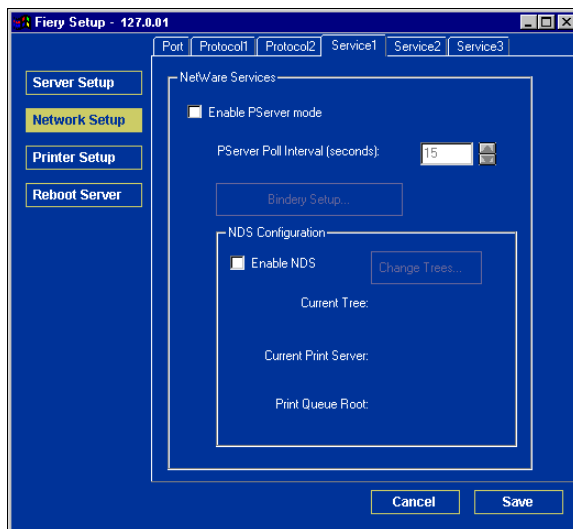 Fiery Setup - 127.0.01
Port Protocol1 Protocol2 Service1 Service2 Service3
Server Setup
Network Setup
Printer Setup
Reboot Server
NetWare Services
Enable PServer mode
PServer Poll Interval (seconds): 15
Bindery Setup...
NDS Configuration
Enable NDS Change Trees...
Current Tree:
Current Print Server:
Print Queue Root:
Cancel Save